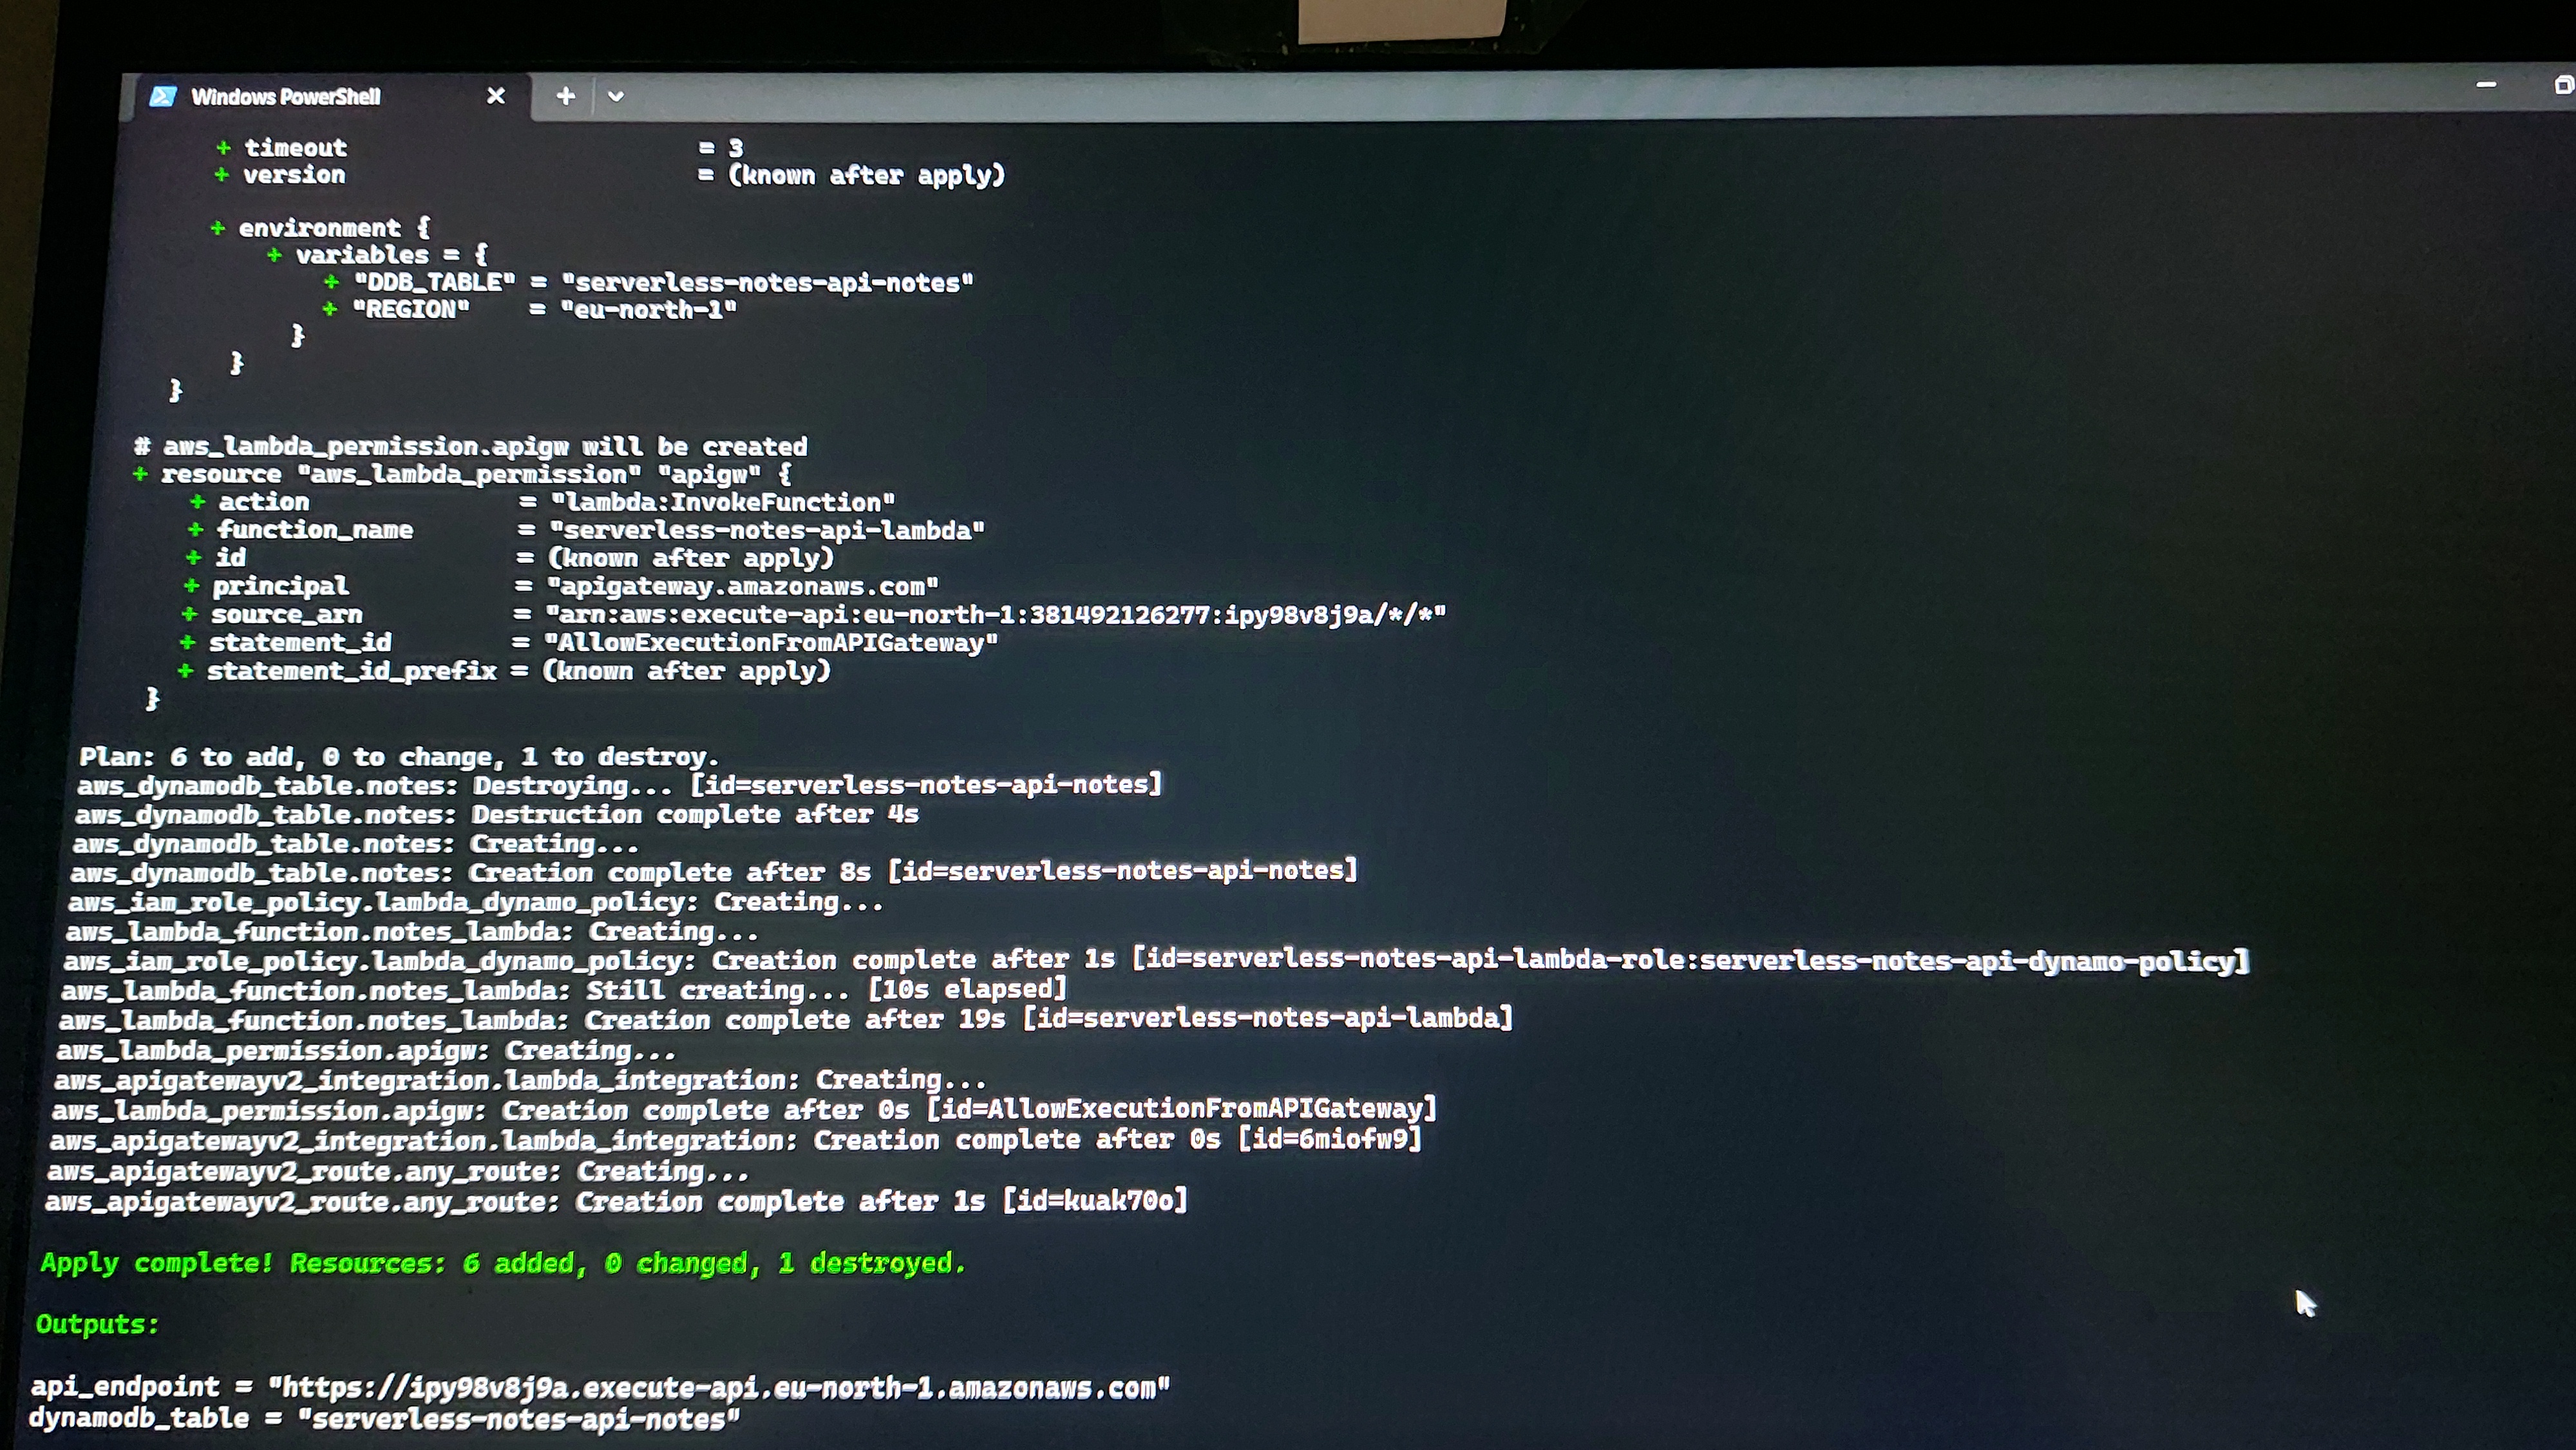 Windows PowerShell
+ timeout = 3
+ version = (known after apply)
+ environment {
+ variables = {
+ "DDB_TABLE" = "serverless-notes-api-notes"
+ "REGION" = "eu-north-1"
}
}
}
# aws_lambda_permission.apigw will be created
+ resource "aws_lambda_permission" "apigw" {
+ action = "lambda:InvokeFunction"
+ function_name = "serverless-notes-api-lambda"
+ id = (known after apply)
+ principal = "apigateway.amazonaws.com"
+ source_arn = "arn:aws:execute-api:eu-north-1:381492126277:ipy98v8j9a/*/*"
+ statement_id = "AllowExecutionFromAPIGateway"
+ statement_id_prefix = (known after apply)
}
Plan: 6 to add, 0 to change, 1 to destroy.
aws_dynamodb_table.notes: Destroying... [id=serverless-notes-api-notes]
aws_dynamodb_table.notes: Destruction complete after 4s
aws_dynamodb_table.notes: Creating...
aws_dynamodb_table.notes: Creation complete after 8s [id=serverless-notes-api-notes]
aws_iam_role_policy.lambda_dynamo_policy: Creating...
aws_lambda_function.notes_lambda: Creating...
aws_iam_role_policy.lambda_dynamo_policy: Creation complete after 1s [id=serverless-notes-api-lambda-role:serverless-notes-api-dynamo-policy]
aws_lambda_function.notes_lambda: Still creating... [10s elapsed]
aws_lambda_function.notes_lambda: Creation complete after 19s [id=serverless-notes-api-lambda]
aws_lambda_permission.apigw: Creating...
aws_apigatewayv2_integration.lambda_integration: Creating...
aws_lambda_permission.apigw: Creation complete after 0s [id=AllowExecutionFromAPIGateway]
aws_apigatewayv2_integration.lambda_integration: Creation complete after 0s [id=6miofw9]
aws_apigatewayv2_route.any_route: Creating...
aws_apigatewayv2_route.any_route: Creation complete after 1s [id=kuak70o]
Apply complete! Resources: 6 added, 0 changed, 1 destroyed.
Outputs:
api_endpoint = "https://ipy98v8j9a.execute-api.eu-north-1.amazonaws.com"
dynamodb_table = "serverless-notes-api-notes"